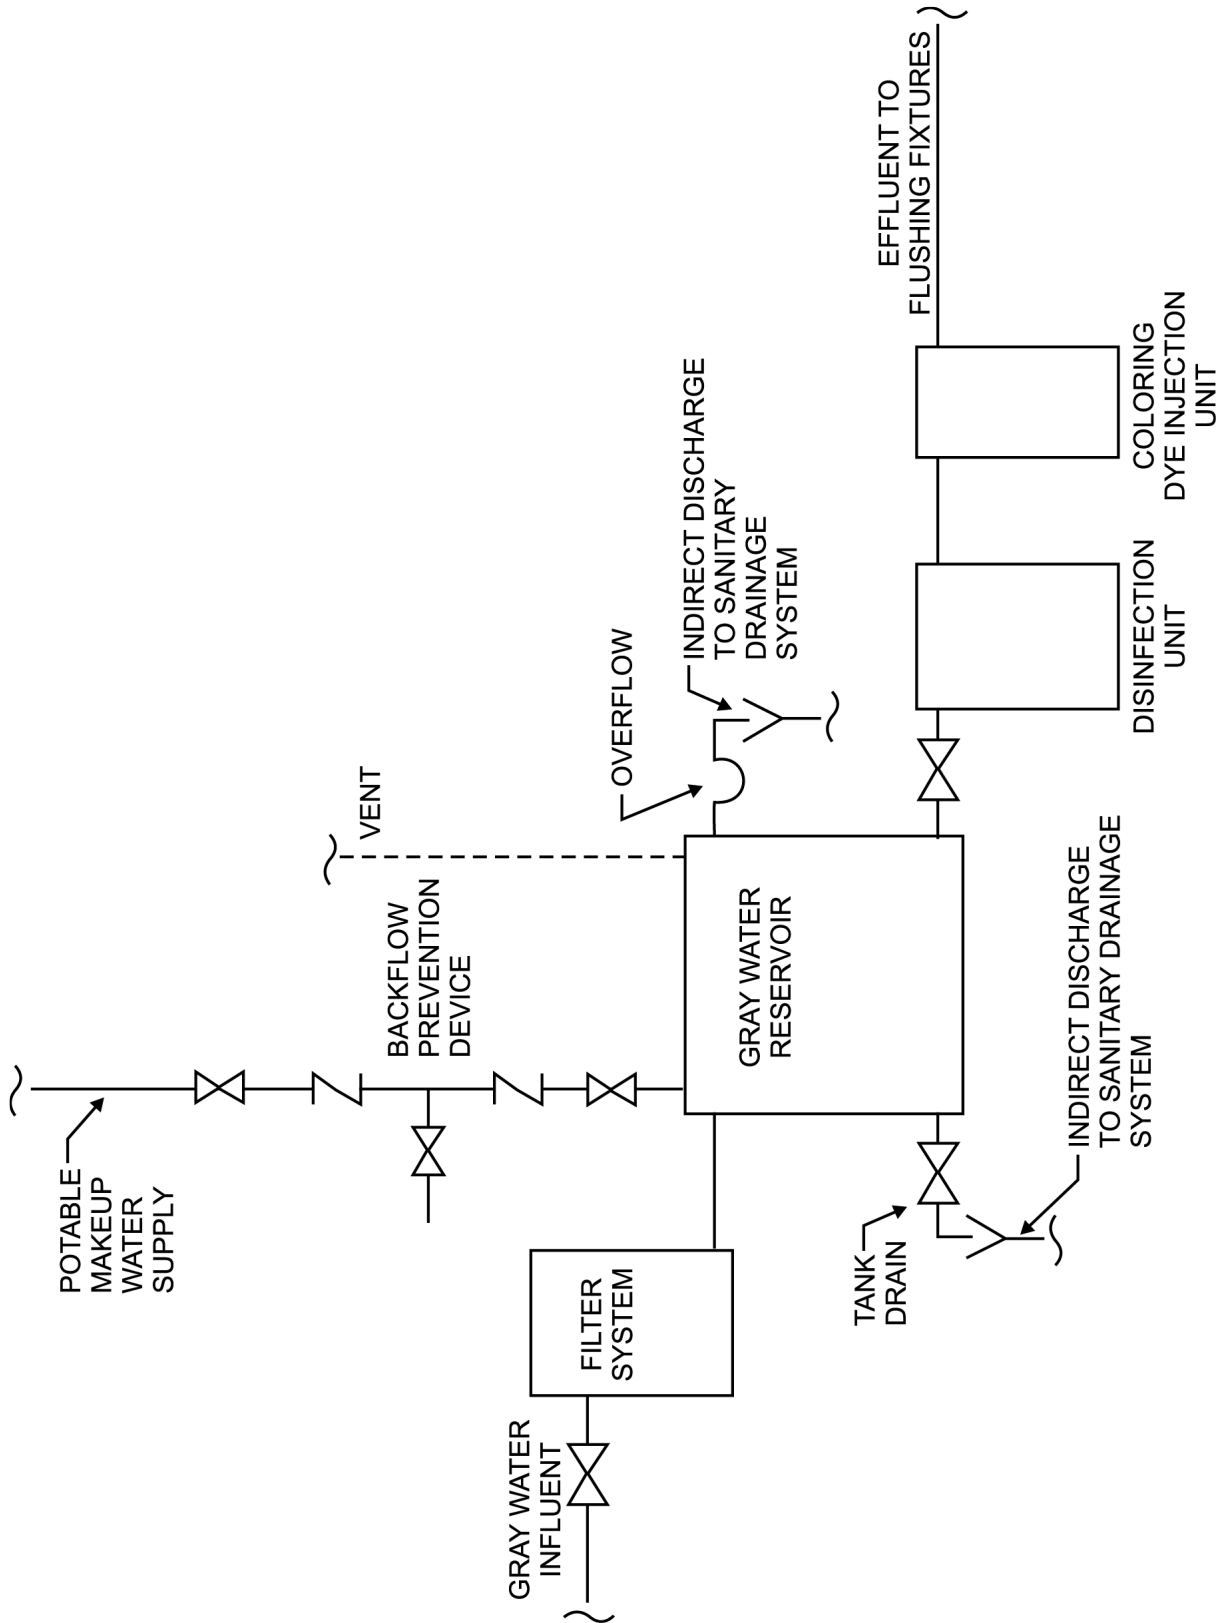 POTABLE
MAKEUP
WATER
SUPPLY
BACKFLOW
PREVENTION
DEVICE
VENT
GRAY WATER
INFLUENT
FILTER
SYSTEM
GRAY WATER
RESERVOIR
OVERFLOW
INDIRECT DISCHARGE
TO SANITARY
DRAINAGE
SYSTEM
EFFLUENT TO
FLUSHING FIXTURES
TANK
DRAIN
INDIRECT DISCHARGE
TO SANITARY DRAINAGE
SYSTEM
DISINFECTION
UNIT
COLORING
DYE INJECTION
UNIT